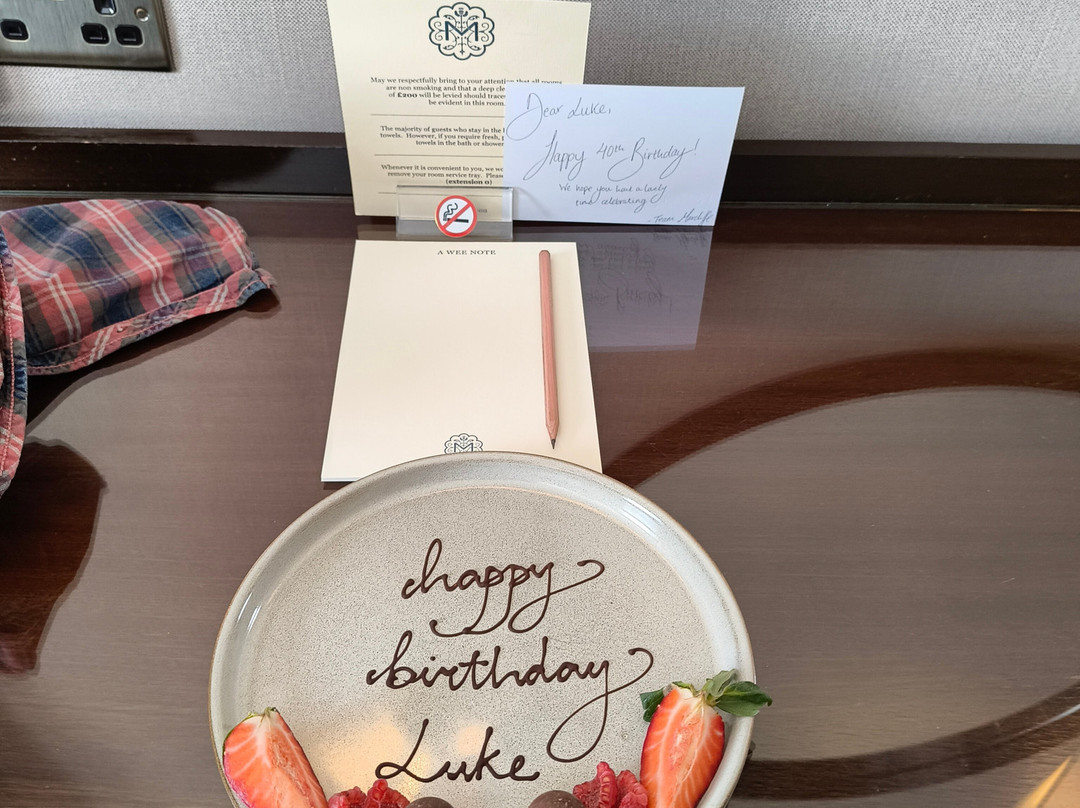 M
May we respectfully bring to your attention that all rooms
are non smoking and that a deep cle
of £200 will be levied should trace
be evident in this room.
The majority of guests who stay in the
towels. However, if you require fresh,
towels in the bath or shower
Whenever it is convenient to you, we wo
remove your room service tray. Pleas
(extension 0)
Dear Luke,
Happy 40th Birthday!
We hope you have a lovely
time celebrating
- Team
A WEE NOTE
M
happy
birthday
Luke